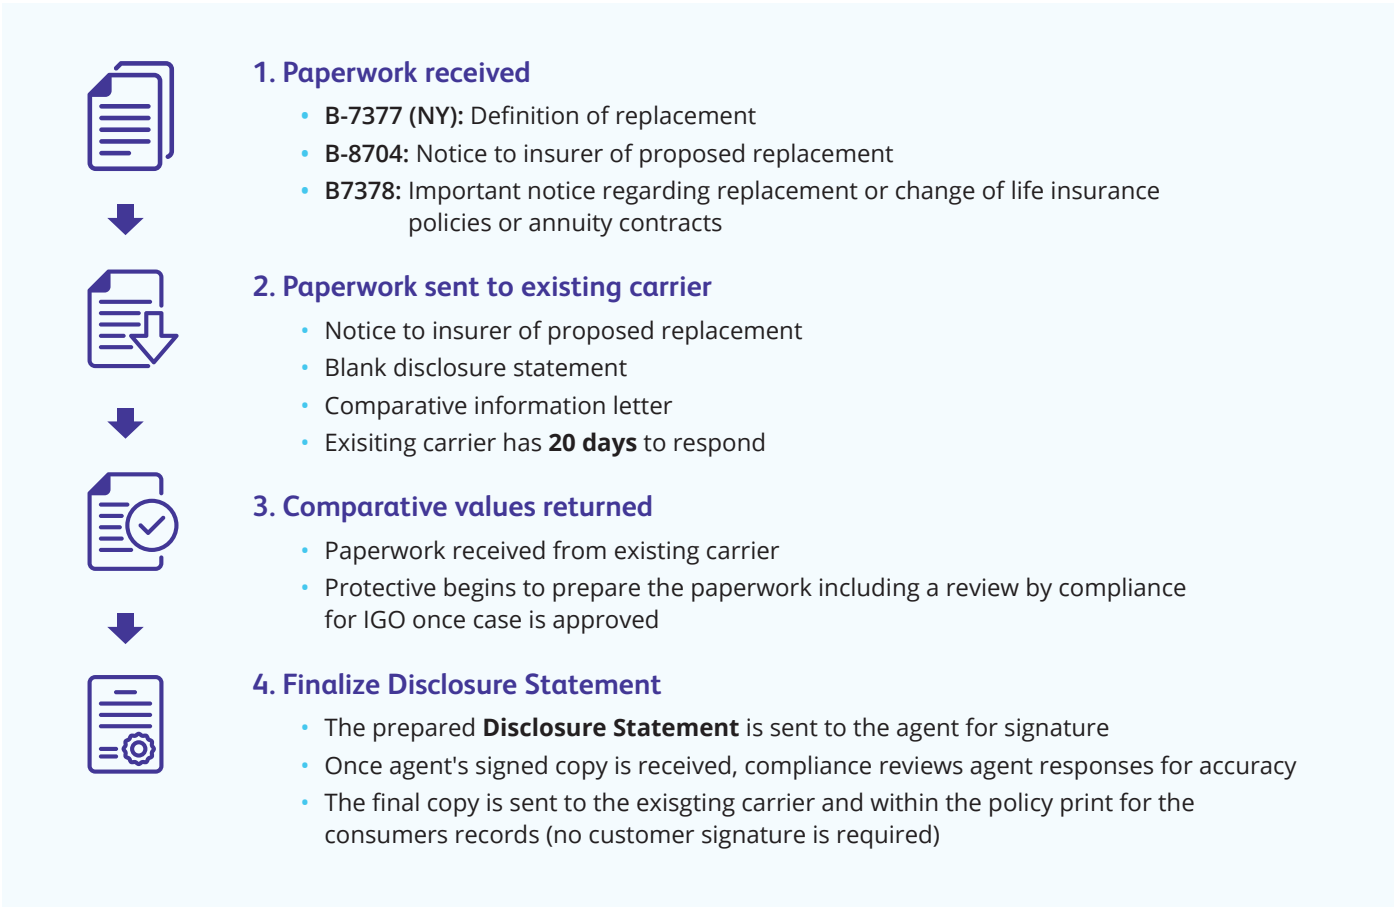 1. Paperwork received
• B-7377 (NY): Definition of replacement
• B-8704: Notice to insurer of proposed replacement
• B7378: Important notice regarding replacement or change of life insurance
policies or annuity contracts
2. Paperwork sent to existing carrier
• Notice to insurer of proposed replacement
• Blank disclosure statement
• Comparative information letter
• Exisiting carrier has 20 days to respond
3. Comparative values returned
• Paperwork received from existing carrier
• Protective begins to prepare the paperwork including a review by compliance
for IGO once case is approved
4. Finalize Disclosure Statement
• The prepared Disclosure Statement is sent to the agent for signature
• Once agent's signed copy is received, compliance reviews agent responses for accuracy
• The final copy is sent to the exisgting carrier and within the policy print for the
consumers records (no customer signature is required)